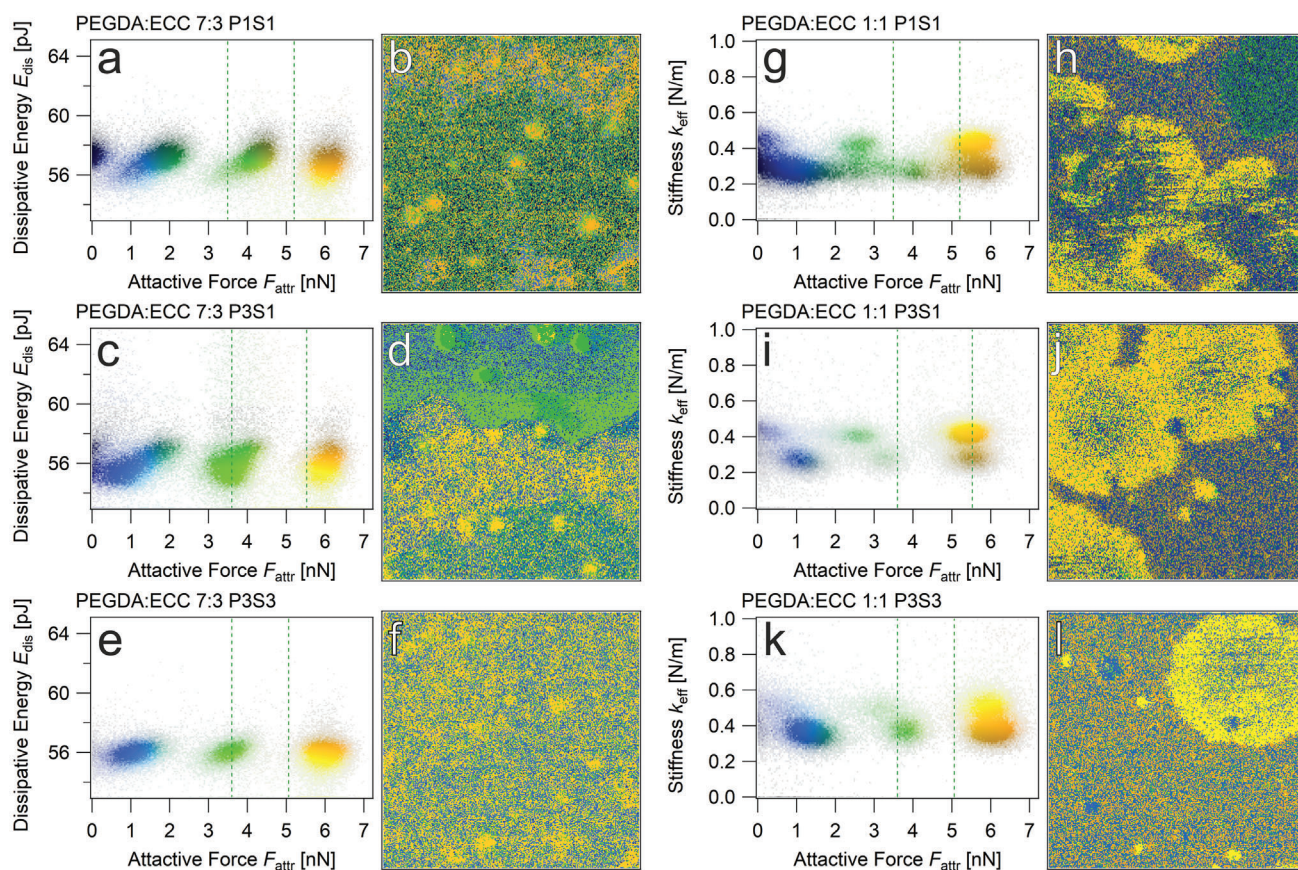 PEGDA:ECC 7:3 P1S1
Dissipative Energy Edis [pJ]
64
60
56
a
0 1 2 3 4 5 6 7
Attactive Force Fattr [nN]
b
PEGDA:ECC 1:1 P1S1
Stiffness keff [N/m]
1.0
0.8
0.6
0.4
0.2
0.0
g
0 1 2 3 4 5 6 7
Attactive Force Fattr [nN]
h
PEGDA:ECC 7:3 P3S1
Dissipative Energy Edis [pJ]
64
60
56
c
0 1 2 3 4 5 6 7
Attactive Force Fattr [nN]
d
PEGDA:ECC 1:1 P3S1
Stiffness keff [N/m]
1.0
0.8
0.6
0.4
0.2
0.0
i
0 1 2 3 4 5 6 7
Attactive Force Fattr [nN]
j
PEGDA:ECC 7:3 P3S3
Dissipative Energy Edis [pJ]
64
60
56
e
0 1 2 3 4 5 6 7
Attactive Force Fattr [nN]
f
PEGDA:ECC 1:1 P3S3
Stiffness keff [N/m]
1.0
0.8
0.6
0.4
0.2
0.0
k
0 1 2 3 4 5 6 7
Attactive Force Fattr [nN]
l